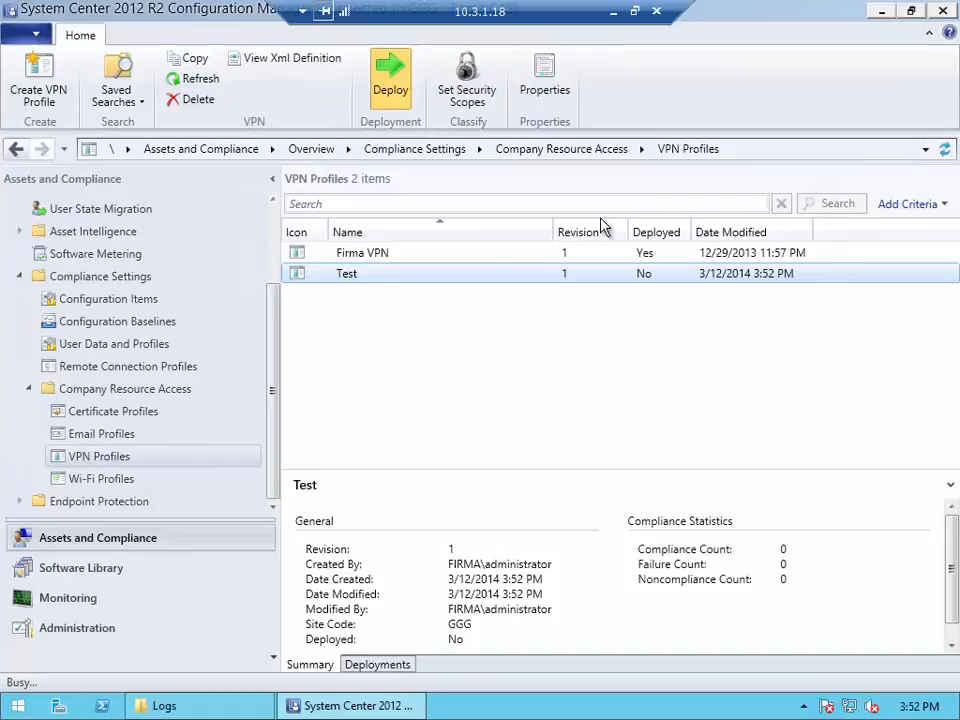 System Center 2012 R2 Configuration Mana
10.3.1.18
Home
Create VPN Profile
Saved Searches
Copy
Refresh
Delete
View Xml Definition
Deploy
Set Security Scopes
Properties
Create
Search
VPN
Deployment
Classify
Properties
\ Assets and Compliance Overview Compliance Settings Company Resource Access VPN Profiles
Assets and Compliance
User State Migration
Asset Intelligence
Software Metering
Compliance Settings
Configuration Items
Configuration Baselines
User Data and Profiles
Remote Connection Profiles
Company Resource Access
Certificate Profiles
Email Profiles
VPN Profiles
Wi-Fi Profiles
Endpoint Protection
Assets and Compliance
Software Library
Monitoring
Administration
VPN Profiles 2 items
Search
Search
Add Criteria
Icon Name Revision Deployed Date Modified
Firma VPN 1 Yes 12/29/2013 11:57 PM
Test 1 No 3/12/2014 3:52 PM
Test
General
Revision: 1
Created By: FIRMA\administrator
Date Created: 3/12/2014 3:52 PM
Date Modified: 3/12/2014 3:52 PM
Modified By: FIRMA\administrator
Site Code: GGG
Deployed: No
Compliance Statistics
Compliance Count: 0
Failure Count: 0
Noncompliance Count: 0
Summary Deployments
Busy...
Logs
System Center 2012 ...
3:52 PM